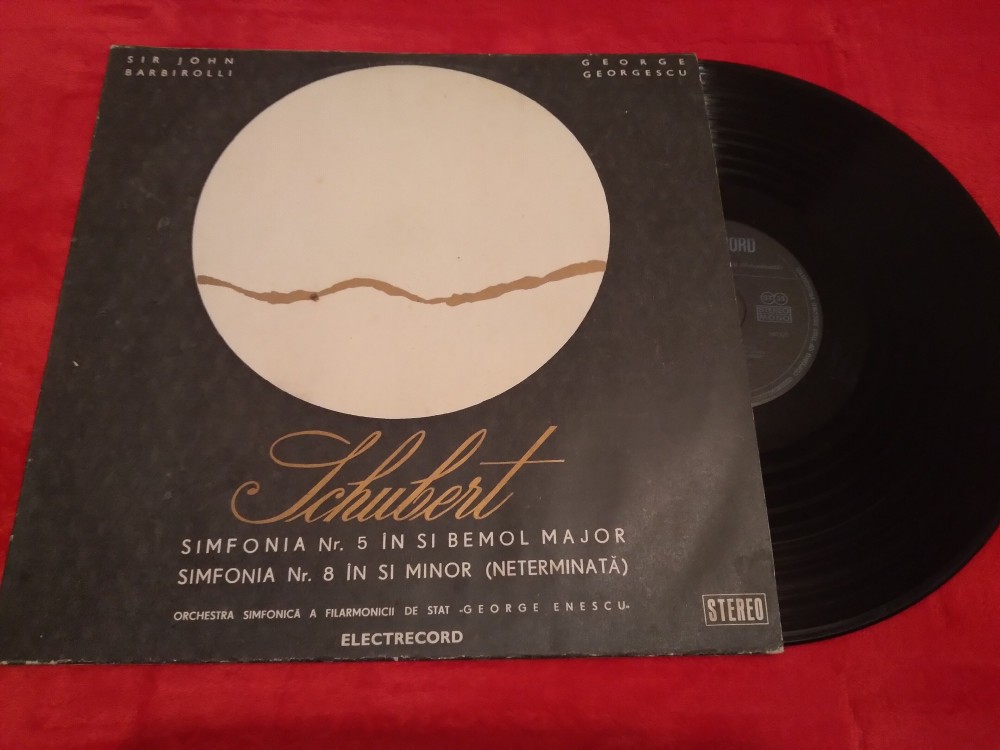 SIR JOHN
BARBIROLLI
GEORGE
GEORGESCU
Schubert
SIMFONIA Nr. 5 ÎN SI BEMOL MAJOR
SIMFONIA Nr. 8 ÎN SI MINOR (NETERMINATĂ)
ORCHESTRA SIMFONICĂ A FILARMONICII DE STAT «GEORGE ENESCU»
ELECTRECORD
STEREO
ORD